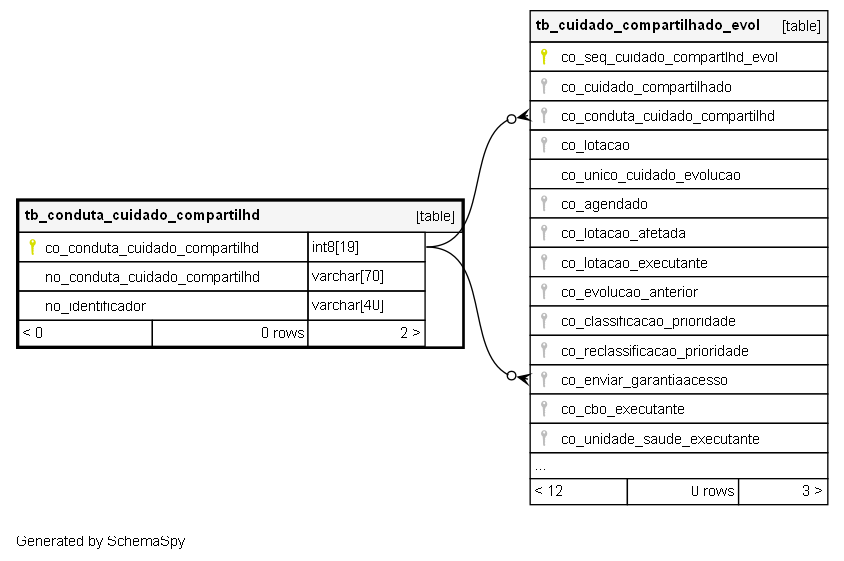 tb_conduta_cuidado_compartilhd [table]
co_conduta_cuidado_compartilhd int8[19]
no_conduta_cuidado_compartilhd varchar[70]
no_identificador varchar[40]
< 0 0 rows 2 >
tb_cuidado_compartilhado_evol [table]
co_seq_cuidado_compartlhd_evol
co_cuidado_compartilhado
co_conduta_cuidado_compartilhd
co_lotacao
co_unico_cuidado_evolucao
co_agendado
co_lotacao_afetada
co_lotacao_executante
co_evolucao_anterior
co_classificacao_prioridade
co_reclassificacao_prioridade
co_enviar_garantiaacesso
co_cbo_executante
co_unidade_saude_executante
...
< 12 0 rows 3 >
Generated by SchemaSpy